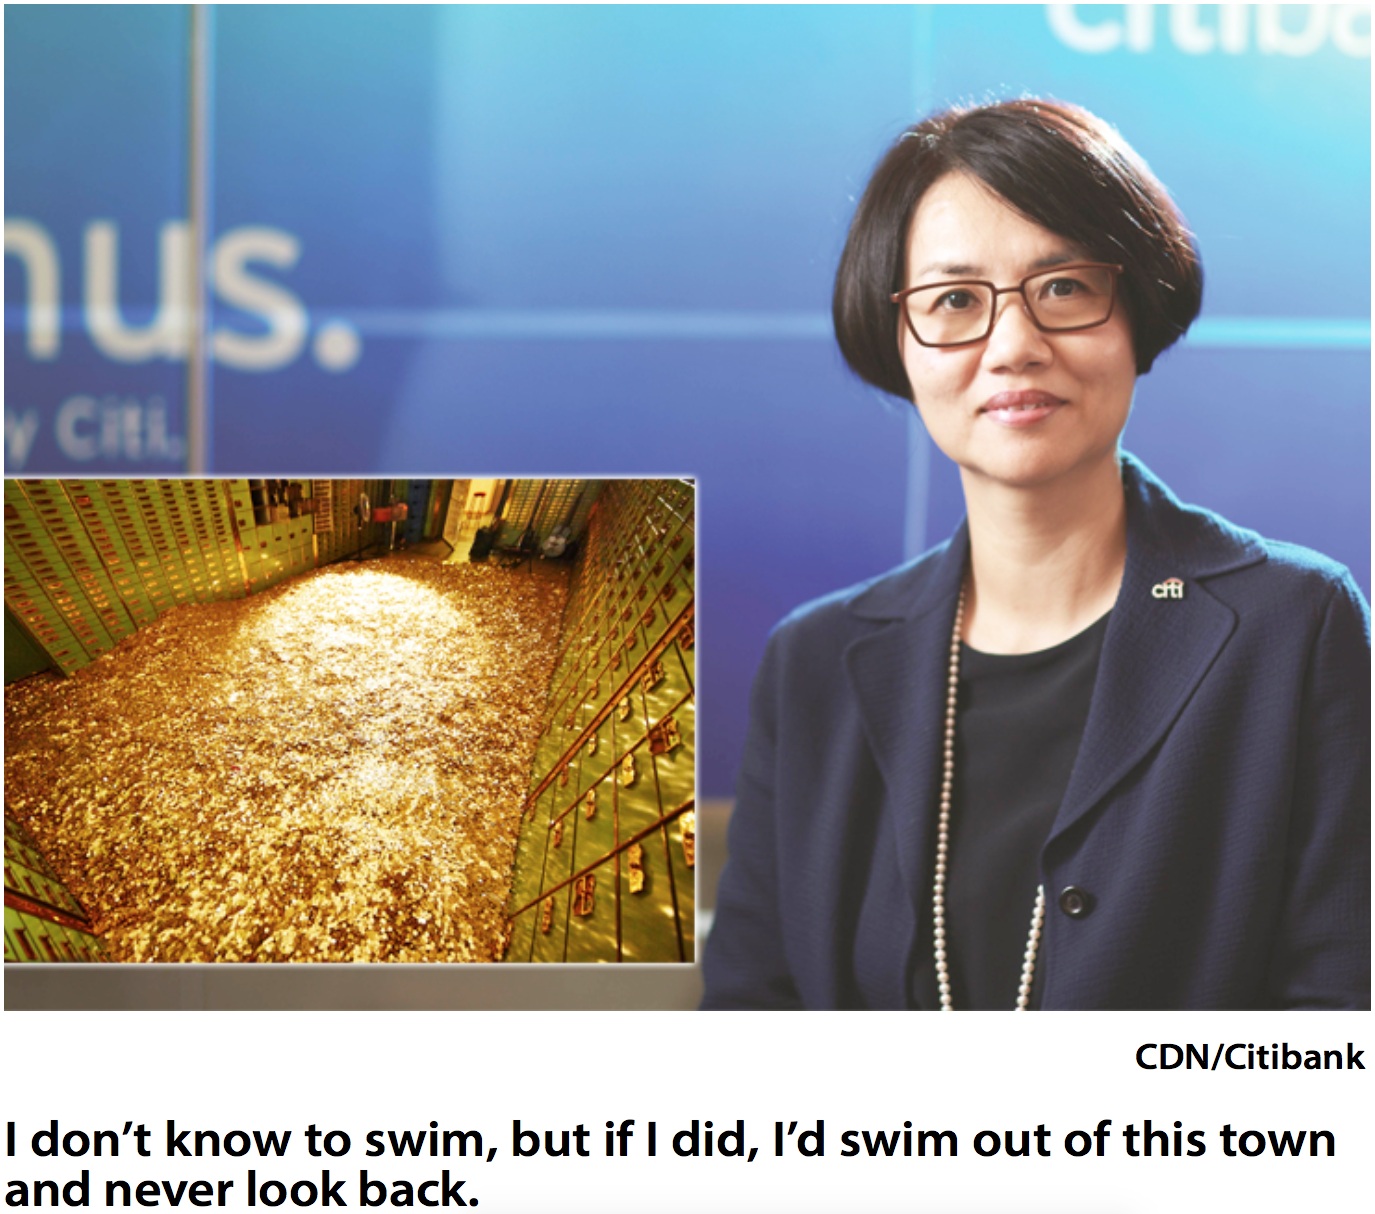 citiba
nus.
y Citi.
citi
CDN/Citibank
I don’t know to swim, but if I did, I’d swim out of this town
and never look back.